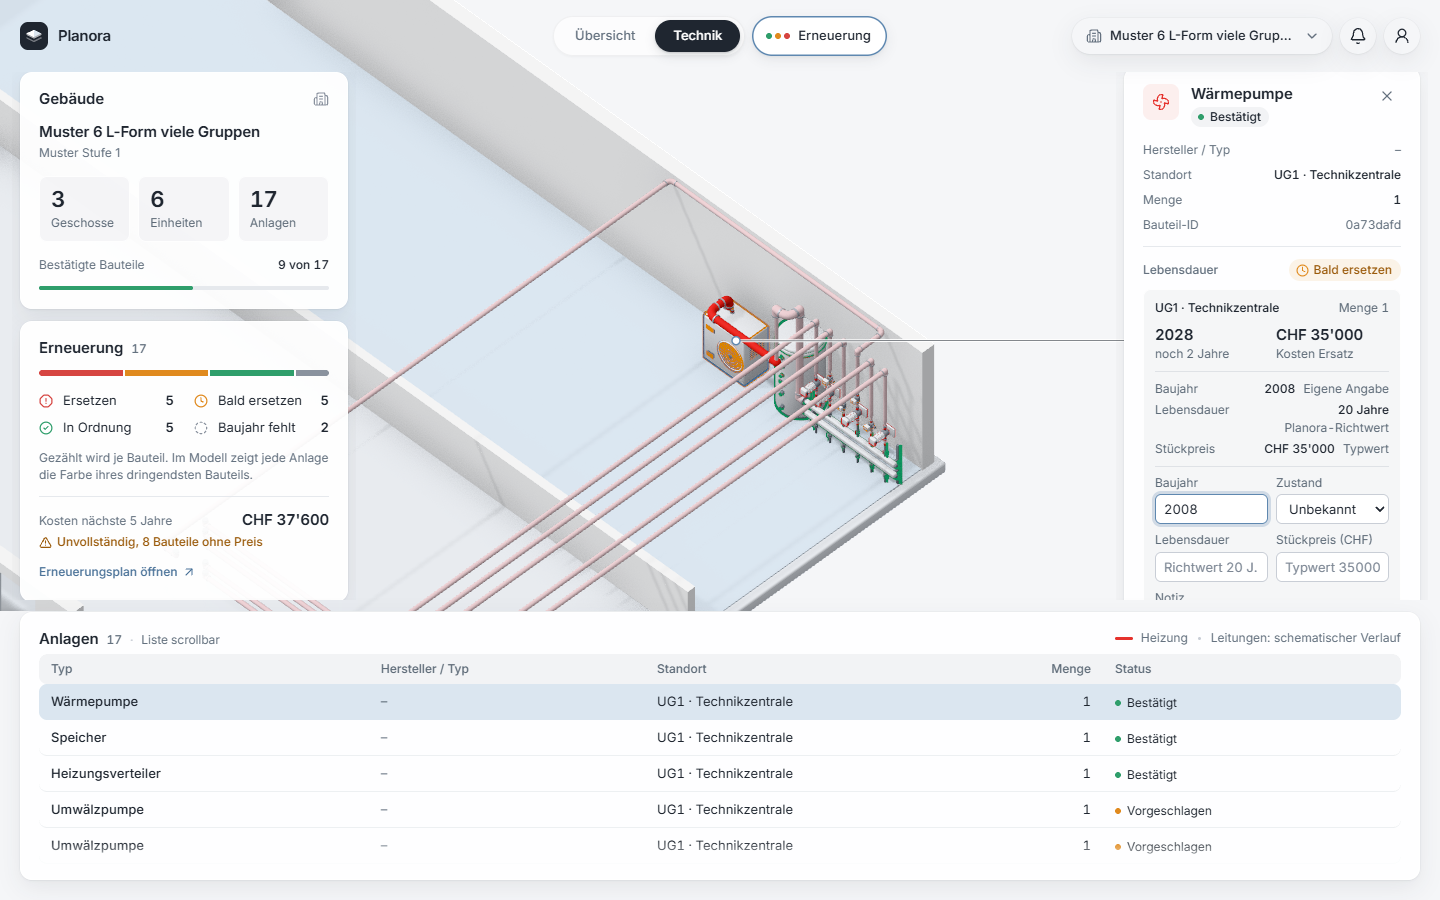 Planora
Übersicht
Technik
Erneuerung
Muster 6 L-Form viele Grup...
Gebäude
Muster 6 L-Form viele Gruppen
Muster Stufe 1
3
Geschosse
6
Einheiten
17
Anlagen
Bestätigte Bauteile
9 von 17
Erneuerung 17
Ersetzen 5
Bald ersetzen 5
In Ordnung 5
Baujahr fehlt 2
Gezählt wird je Bauteil. Im Modell zeigt jede Anlage
die Farbe ihres dringendsten Bauteils.
Kosten nächste 5 Jahre CHF 37'600
Unvollständig, 8 Bauteile ohne Preis
Erneuerungsplan öffnen
Wärmepumpe
Bestätigt
Hersteller / Typ –
Standort UG1 · Technikzentrale
Menge 1
Bauteil-ID 0a73dafd
Lebensdauer Bald ersetzen
UG1 · Technikzentrale Menge 1
2028 CHF 35'000
noch 2 Jahre Kosten Ersatz
Baujahr 2008 Eigene Angabe
Lebensdauer 20 Jahre
Planora-Richtwert
Stückpreis CHF 35'000 Typwert
Baujahr Zustand
2008 Unbekannt
Lebensdauer Stückpreis (CHF)
Richtwert 20 J. Typwert 35000
Notiz
Anlagen 17 · Liste scrollbar
Heizung • Leitungen: schematischer Verlauf
Typ Hersteller / Typ Standort Menge Status
Wärmepumpe – UG1 · Technikzentrale 1 Bestätigt
Speicher – UG1 · Technikzentrale 1 Bestätigt
Heizungsverteiler – UG1 · Technikzentrale 1 Bestätigt
Umwälzpumpe – UG1 · Technikzentrale 1 Vorgeschlagen
Umwälzpumpe – UG1 · Technikzentrale 1 Vorgeschlagen